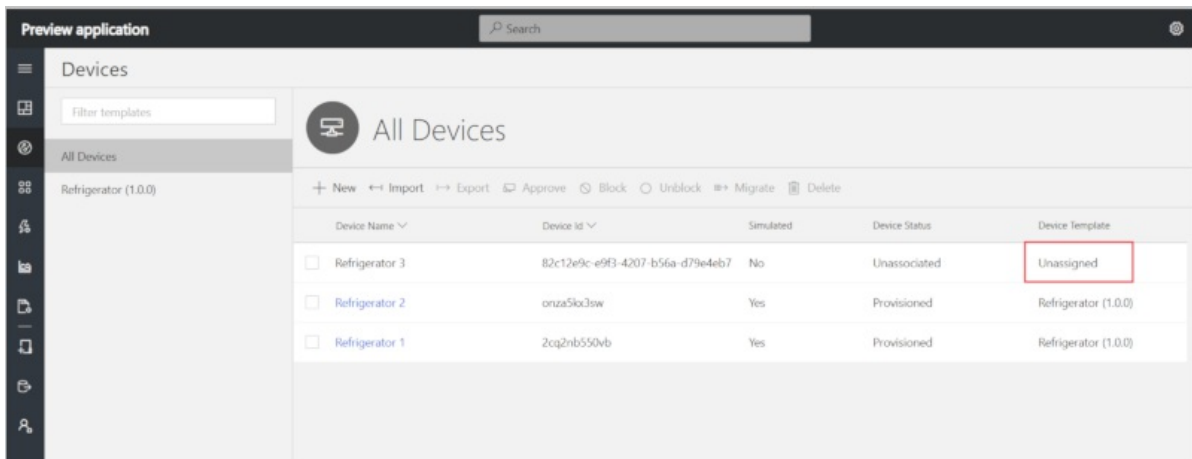 Preview application
Search
Devices
Filter templates
All Devices
Refrigerator (1.0.0)
All Devices
New Import Export Approve Block Unblock Migrate Delete
Device Name Device Id Simulated Device Status Device Template
Refrigerator 3 82c12e9c-e9f3-4207-b56a-d79e4eb7 No Unassociated Unassigned
Refrigerator 2 onza5kx3sw Yes Provisioned Refrigerator (1.0.0)
Refrigerator 1 2cq2nb550vb Yes Provisioned Refrigerator (1.0.0)